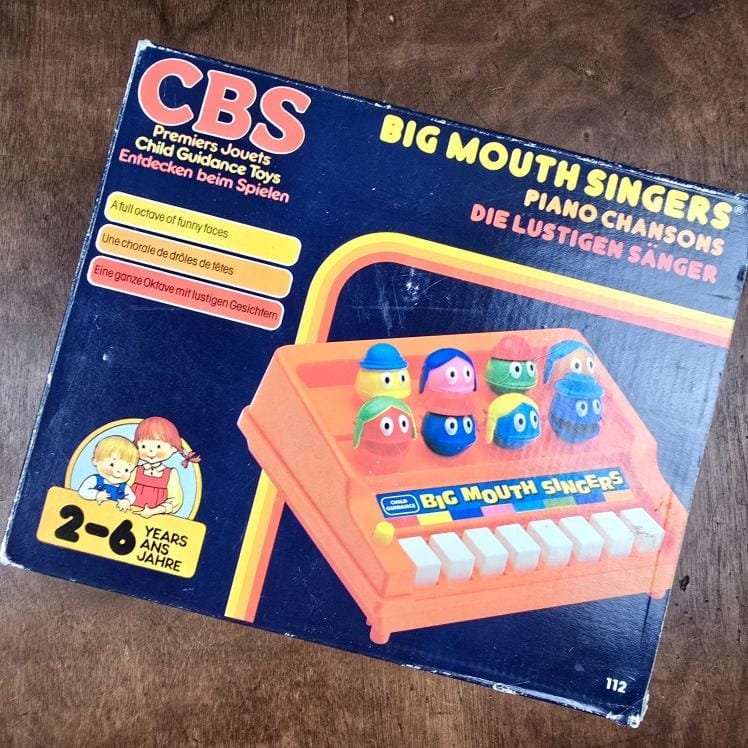 CBS
Premiers Jouets
Child Guidance Toys
Entdecken beim Spielen
BIG MOUTH SINGERS®
PIANO CHANSONS
DIE LUSTIGEN SÄNGER
A full octave of funny faces
Une chorale de drôles de têtes
Eine ganze Oktave mit lustigen Gesichtern
2-6 YEARS
ANS
JAHRE
CHILD
GUIDANCE
BIG MOUTH SINGERS
112